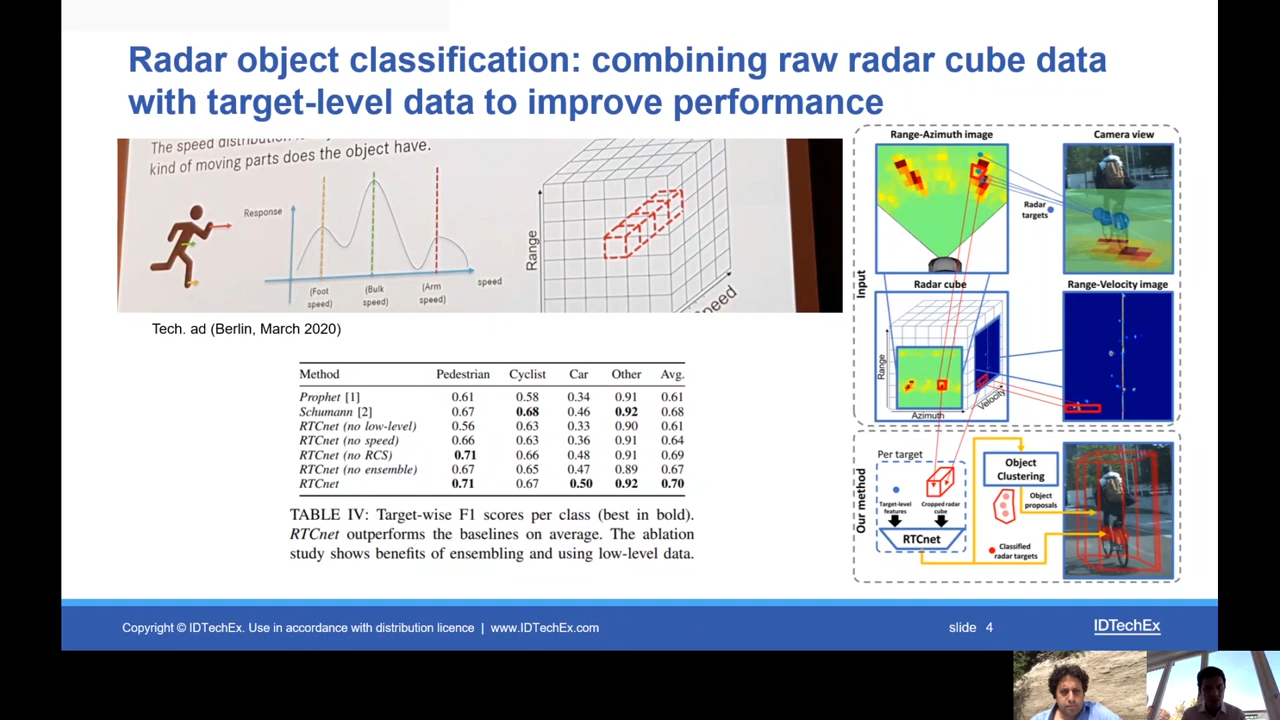 Radar object classification: combining raw radar cube data
with target-level data to improve performance
kind of moving parts does the object have.
Response
(Foot
speed)
(Bulk
speed)
(Arm
speed)
speed
Range
Tech. ad (Berlin, March 2020)
Method Pedestrian Cyclist Car Other Avg.
Prophet [1] 0.61 0.58 0.34 0.91 0.61
Schumann [2] 0.67 0.68 0.46 0.92 0.68
RTCnet (no low-level) 0.56 0.63 0.33 0.90 0.61
RTCnet (no speed) 0.66 0.63 0.36 0.91 0.64
RTCnet (no RCS) 0.71 0.66 0.48 0.91 0.69
RTCnet (no ensemble) 0.67 0.65 0.47 0.89 0.67
RTCnet 0.71 0.67 0.50 0.92 0.70
TABLE IV: Target-wise F1 scores per class (best in bold).
RTCnet outperforms the baselines on average. The ablation
study shows benefits of ensembling and using low-level data.
Range-Azimuth image
Camera view
Radar
targets
Input
Radar cube
Range-Velocity image
Range
Azimuth
Velocity
Our method
Per target
Target-level
features
Cropped radar
cube
RTCnet
Object
Clustering
Object
proposals
Classified
radar targets
Copyright © IDTechEx. Use in accordance with distribution licence | www.IDTechEx.com
slide 4
IDTechEx